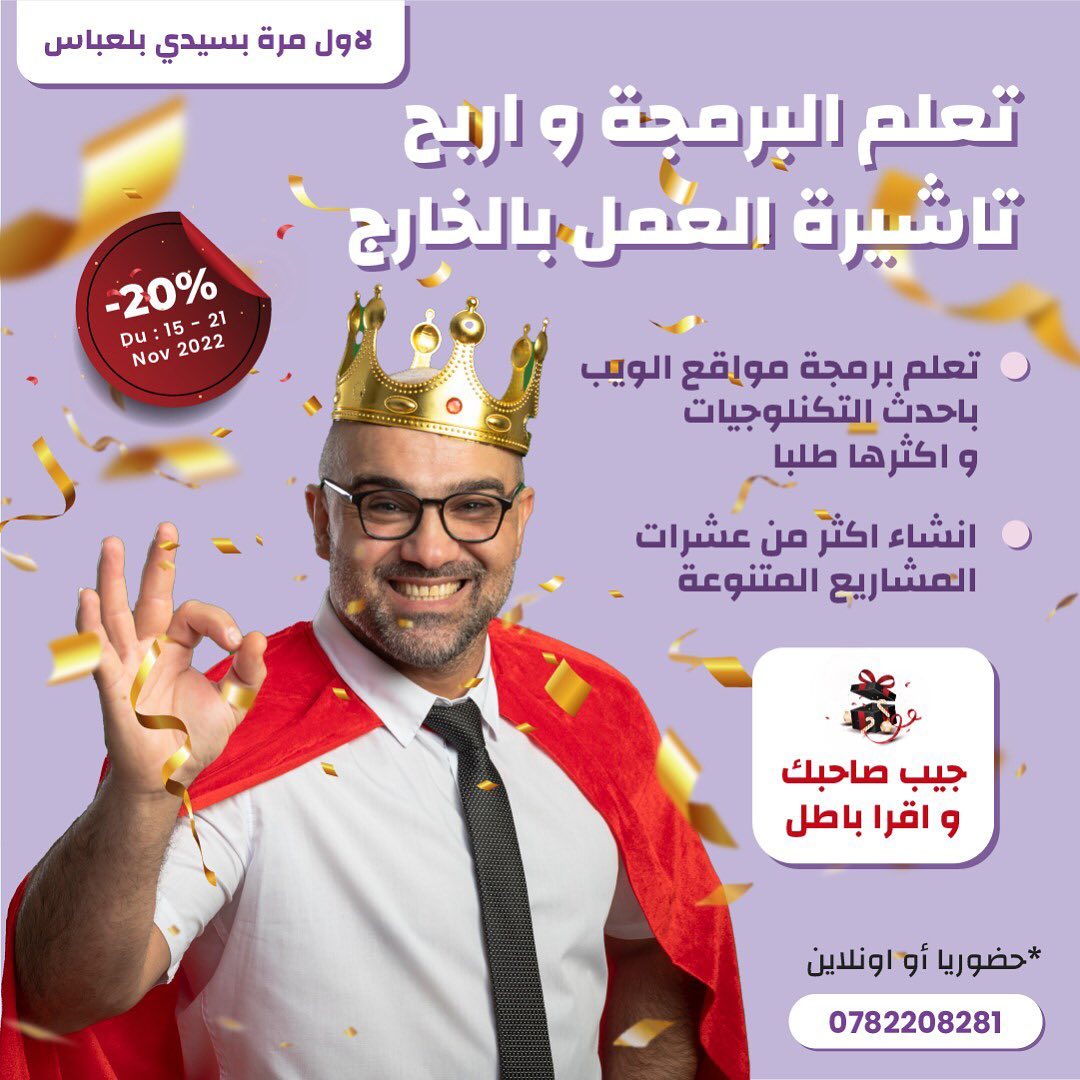 لاول مرة بسيدي بلعباس
تعلم البرمجة و اربح
تاشيرة العمل بالخارج
-20%
Du : 15 - 21
Nov 2022
تعلم برمجة مواقع الويب
باحدث التكنلوجيات
و اكثرها طلبا
انشاء اكثر من عشرات
المشاريع المتنوعة
جيب صاحبك
و اقرا باطل
*حضوريا أو اونلاين
0782208281